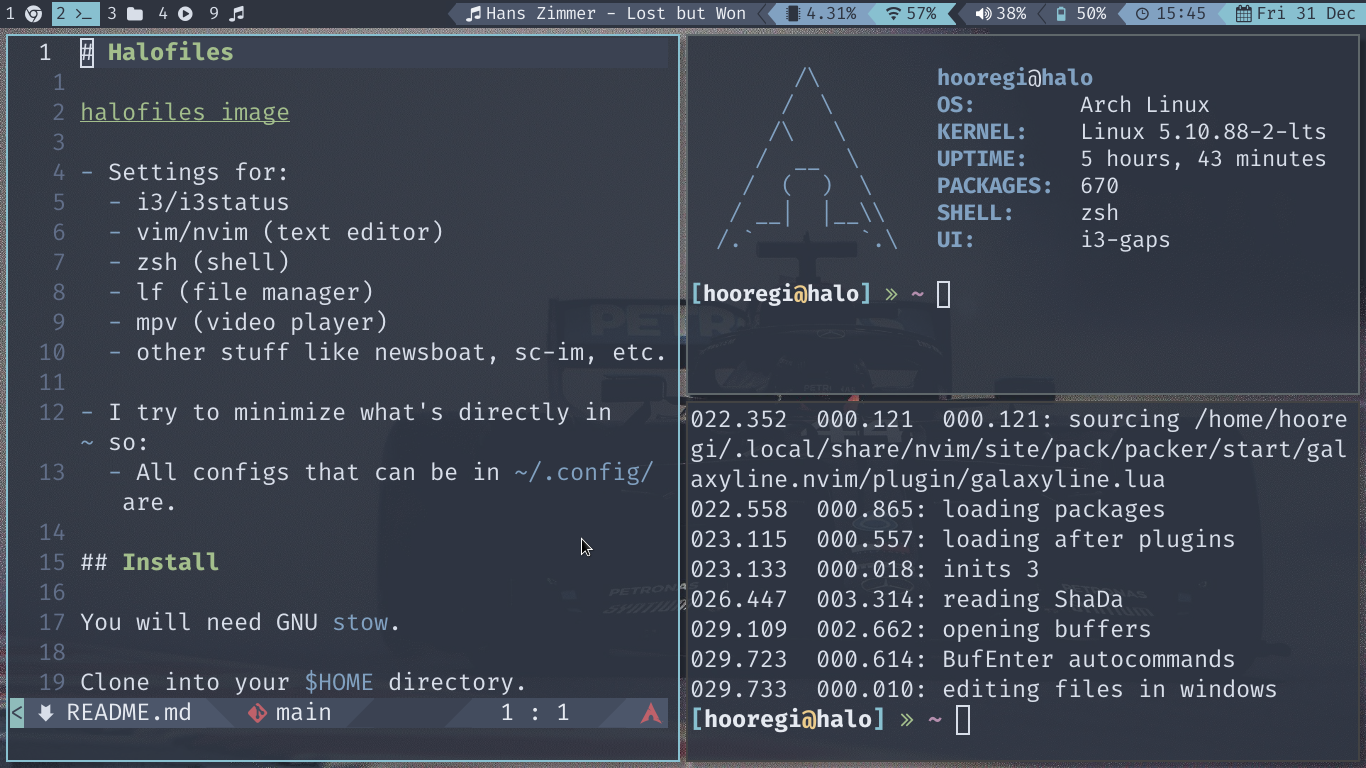 1 2 3 4 9 Hans Zimmer - Lost but Won 4.31% 57% 38% 50% 15:45 Fri 31 Dec
1 # Halofiles
1
2 halofiles image
3
4 - Settings for:
5 - i3/i3status
6 - vim/nvim (text editor)
7 - zsh (shell)
8 - lf (file manager)
9 - mpv (video player)
10 - other stuff like newsboat, sc-im, etc.
11
12 - I try to minimize what's directly in
~ so:
13 - All configs that can be in ~/.config/
are.
14
15 ## Install
16
17 You will need GNU stow.
18
19 Clone into your $HOME directory.
< README.md main 1 : 1
hooregi@halo
OS: Arch Linux
KERNEL: Linux 5.10.88-2-lts
UPTIME: 5 hours, 43 minutes
PACKAGES: 670
SHELL: zsh
UI: i3-gaps
[hooregi@halo] » ~
022.352 000.121 000.121: sourcing /home/hoore
gi/.local/share/nvim/site/pack/packer/start/gal
axyline.nvim/plugin/galaxyline.lua
022.558 000.865: loading packages
023.115 000.557: loading after plugins
023.133 000.018: inits 3
026.447 003.314: reading ShaDa
029.109 002.662: opening buffers
029.723 000.614: BufEnter autocommands
029.733 000.010: editing files in windows
[hooregi@halo] » ~
PETR
PETRONAS
PETRONAS